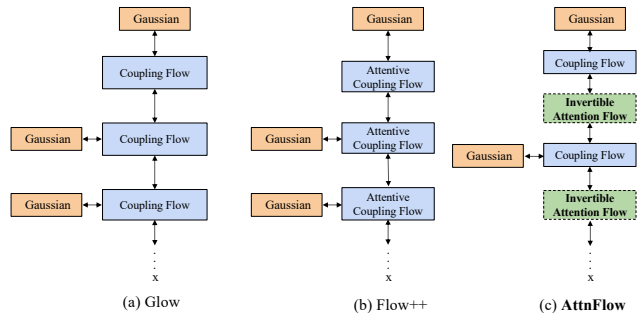 Gaussian
Coupling Flow
Gaussian
Coupling Flow
Gaussian
Coupling Flow
.
.
.
x
(a) Glow
Gaussian
Attentive
Coupling Flow
Gaussian
Attentive
Coupling Flow
Gaussian
Attentive
Coupling Flow
.
.
.
x
(b) Flow++
Gaussian
Coupling Flow
Invertible
Attention Flow
Gaussian
Coupling Flow
Invertible
Attention Flow
.
.
.
x
(c) AttnFlow